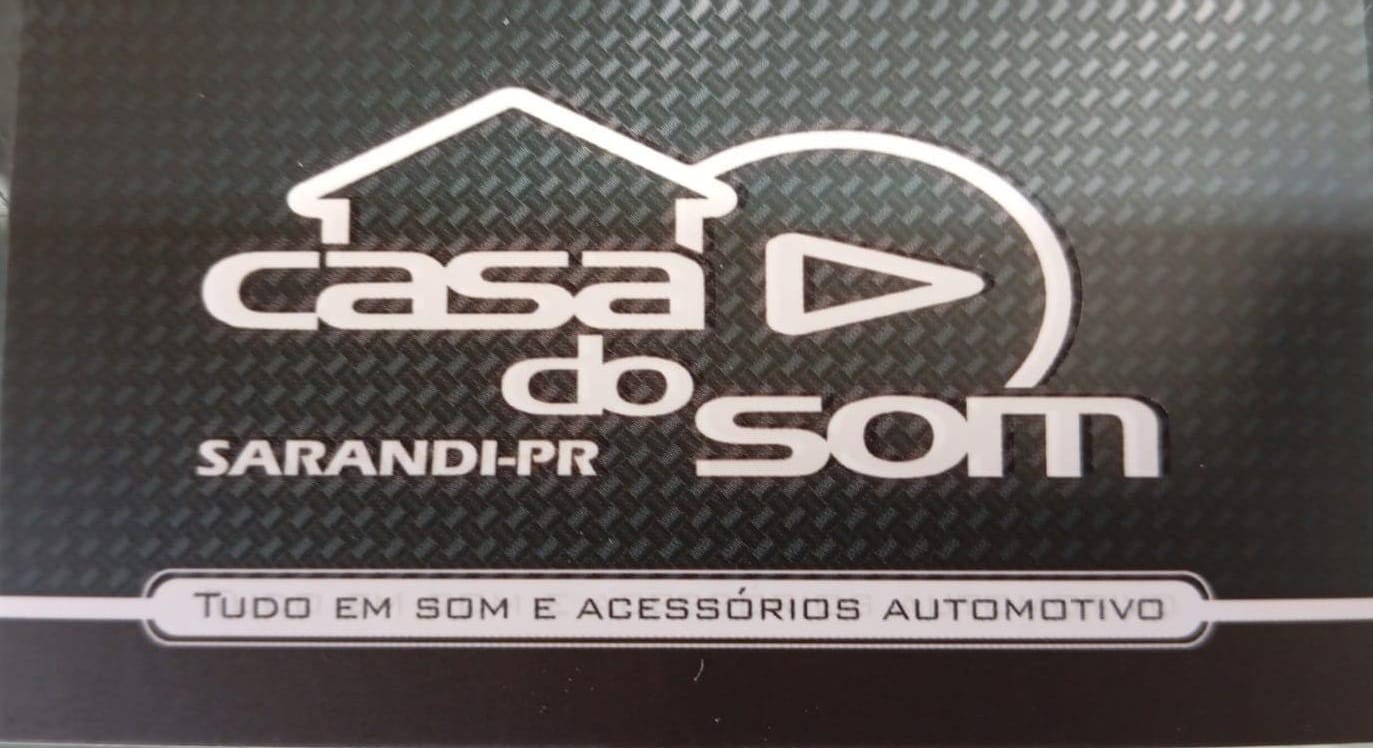 casa
do
som
SARANDI-PR
TUDO EM SOM E ACESSÓRIOS AUTOMOTIVO